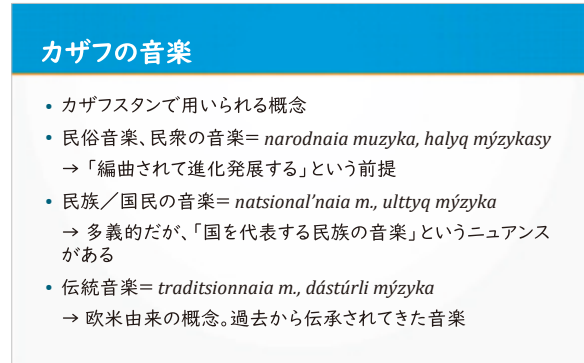 カザフの音楽
• カザフスタンで用いられる概念
• 民俗音楽、民衆の音楽＝ narodnaia muzyka, halyq mýzykasy
→ 「編曲されて進化発展する」という前提
• 民族／国民の音楽＝ natsional’naia m., ulttyq mýzyka
→ 多義的だが、「国を代表する民族の音楽」というニュアンス
がある
• 伝統音楽＝ traditsionnaia m., dástúrli mýzyka
→ 欧米由来の概念。過去から伝承されてきた音楽